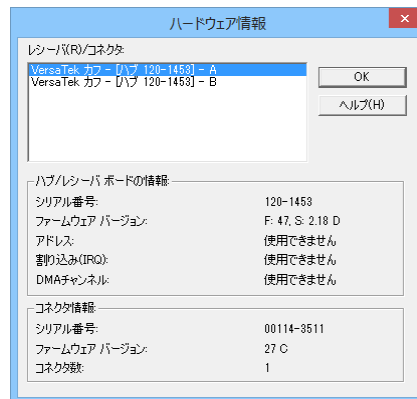 ハードウェア情報
レシーバ(R)/コネクタ:
VersaTek カフ - [ハブ 120-1453] - A
VersaTek カフ - [ハブ 120-1453] - B
OK
ヘルプ(H)
ハブ/レシーバ ボードの情報:
シリアル番号: 120-1453
ファームウェア バージョン: F: 47, S: 2.18 D
アドレス: 使用できません
割り込み(IRQ): 使用できません
DMAチャンネル: 使用できません
コネクタ情報:
シリアル番号: 00114-3511
ファームウェア バージョン: 27 C
コネクタ数: 1